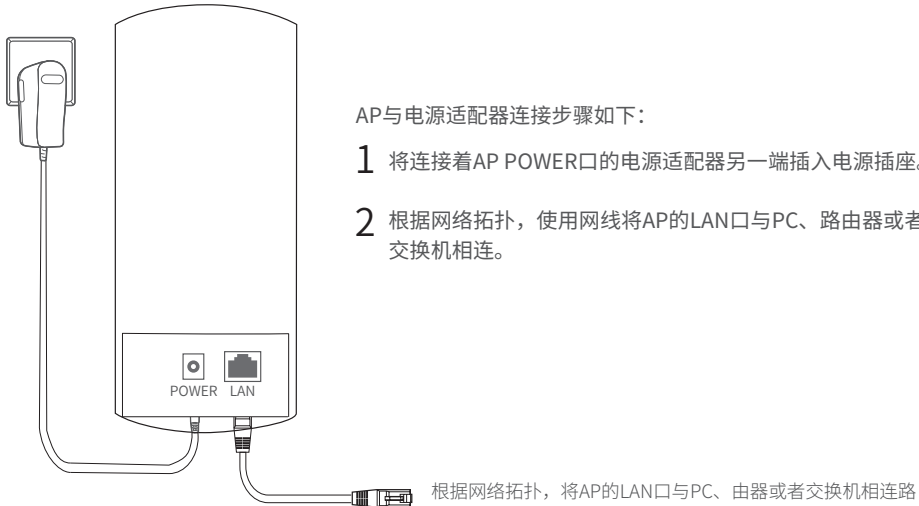 AP与电源适配器连接步骤如下：
1 将连接着AP POWER口的电源适配器另一端插入电源插座。
2 根据网络拓扑，使用网线将AP的LAN口与PC、路由器或者
交换机相连。
POWER LAN
根据网络拓扑，将AP的LAN口与PC、由器或者交换机相连路